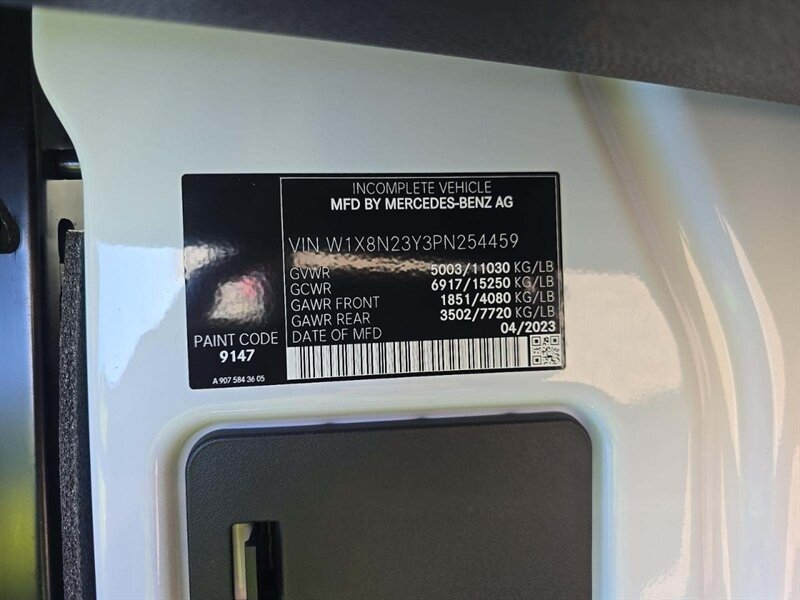 INCOMPLETE VEHICLE
MFD BY MERCEDES-BENZ AG
VIN W1X8N23Y3PN254459
GVWR 5003/11030 KG/LB
GCWR 6917/15250 KG/LB
GAWR FRONT 1851/4080 KG/LB
GAWR REAR 3502/7720 KG/LB
DATE OF MFD 04/2023
PAINT CODE
9147
A 907 584 36 05